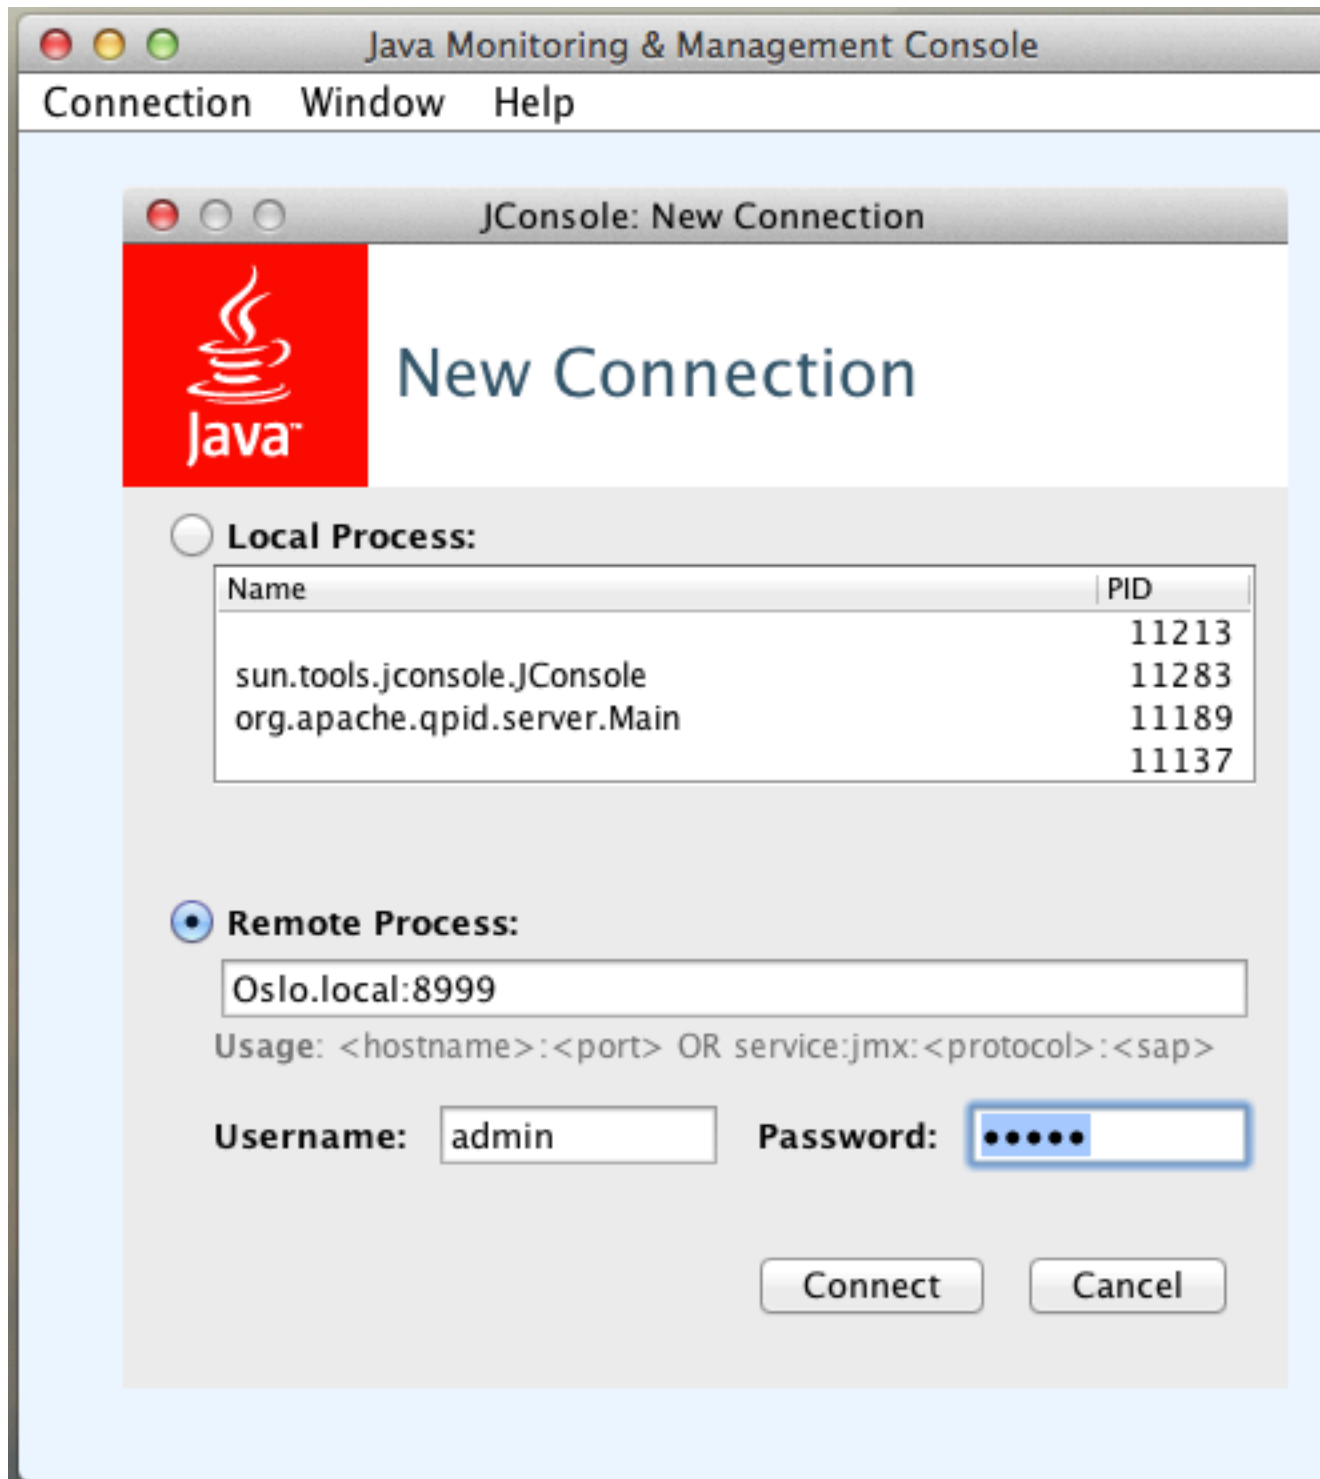 Java Monitoring & Management Console
Connection Window Help
JConsole: New Connection
Java™
New Connection
Local Process:
Name PID
11213
sun.tools.jconsole.JConsole 11283
org.apache.qpid.server.Main 11189
11137
Remote Process:
Oslo.local:8999
Usage: <hostname>:<port> OR service:jmx:<protocol>:<sap>
Username: admin Password: •••••
Connect Cancel